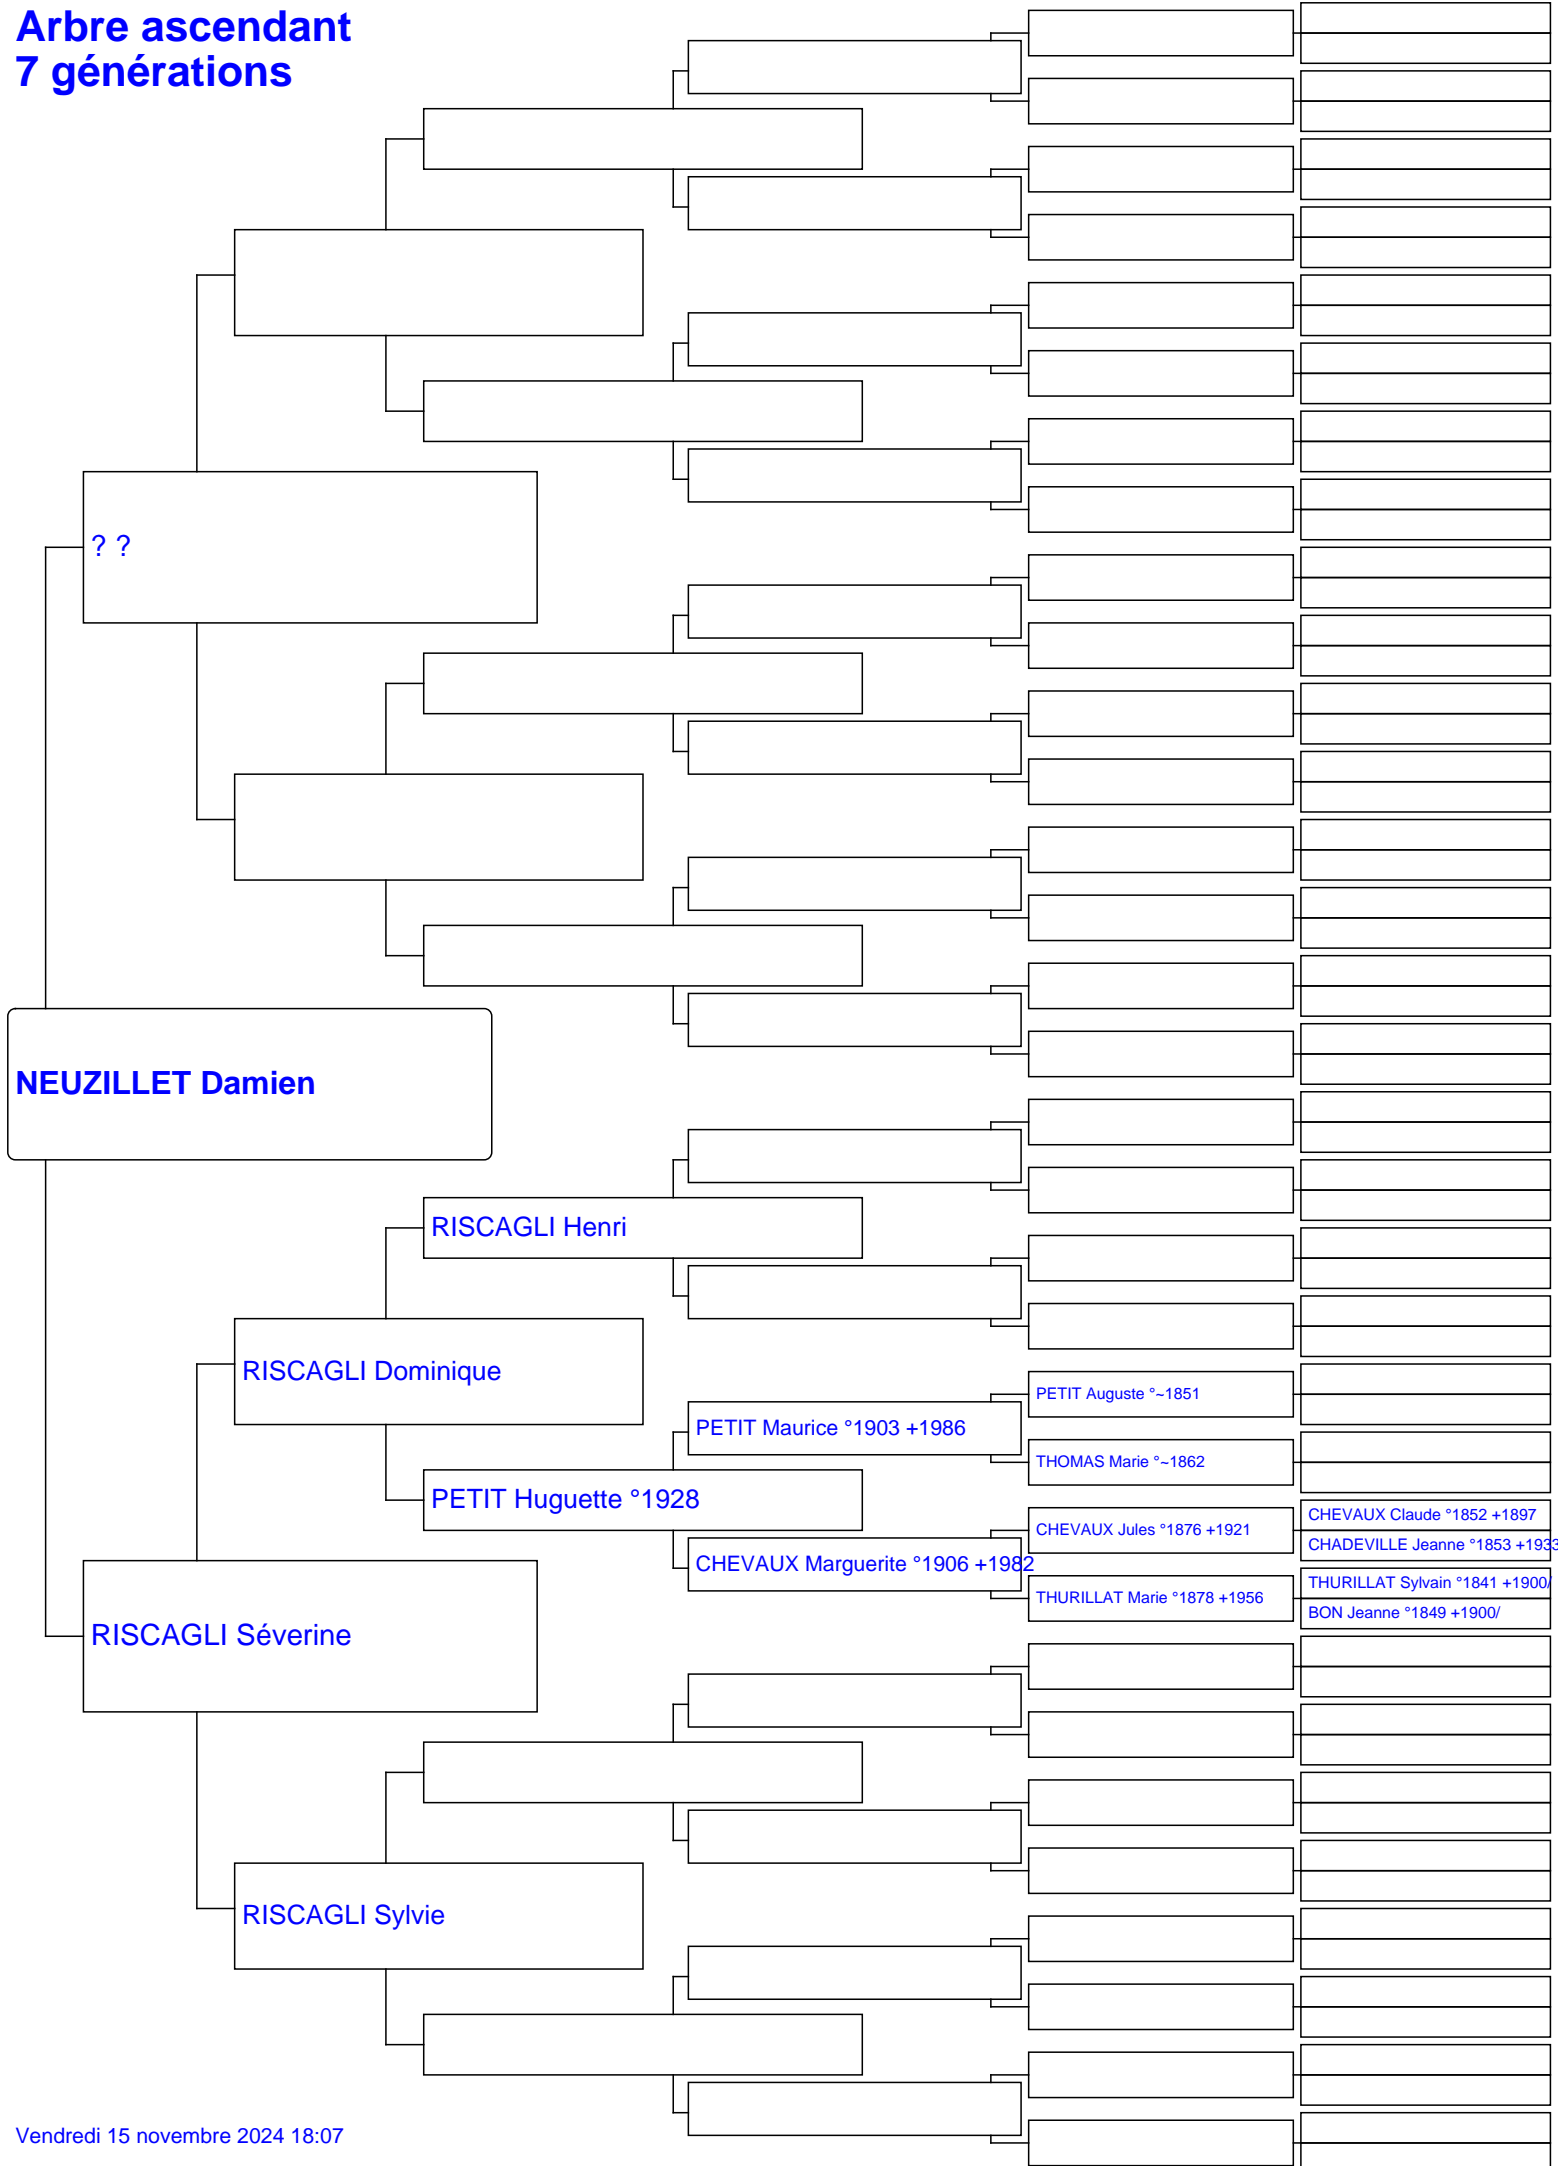 Arbre ascendant
7 générations
? ?
NEUZILLET Damien
RISCAGLI Henri
RISCAGLI Dominique
PETIT Auguste °~1851
PETIT Maurice °1903 +1986
THOMAS Marie °~1862
PETIT Huguette °1928
CHEVAUX Claude °1852 +1897
CHEVAUX Jules °1876 +1921
CHADEVILLE Jeanne °1853 +1933
CHEVAUX Marguerite °1906 +1982
THURILLAT Sylvain °1841 +1900/
THURILLAT Marie °1878 +1956
BON Jeanne °1849 +1900/
RISCAGLI Séverine
RISCAGLI Sylvie
Vendredi 15 novembre 2024 18:07